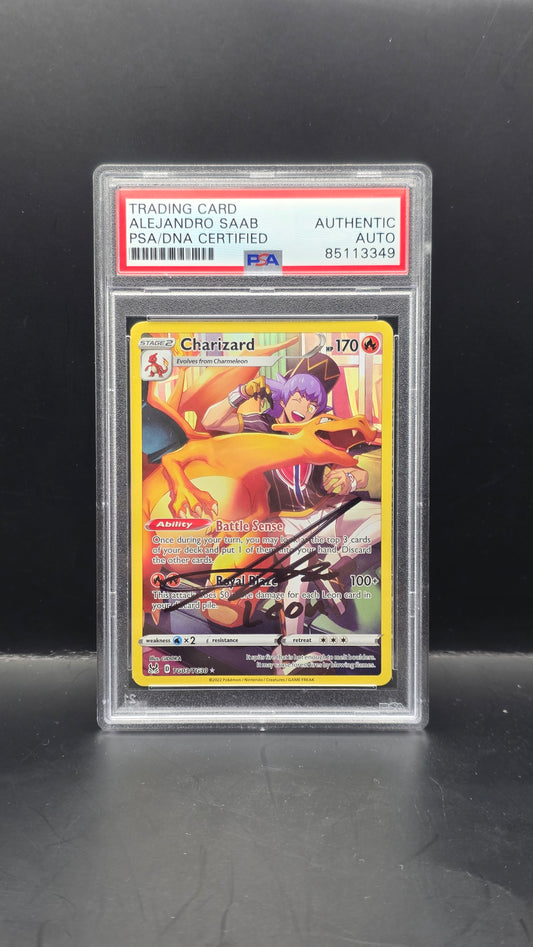 TRADING CARD
ALEJANDRO SAAB
PSA/DNA CERTIFIED
AUTHENTIC
AUTO
85113349
PSA
STAGE 2
Charizard
HP 170
Evolves from Charmeleon
Ability
Battle Sense
Once during your turn, you may look at the top 3 cards
of your deck and put 1 of them into your hand. Discard
the other cards.
Royal Blaze
100+
This attack does 50 more damage for each Leon card in
your discard pile.
LEON
weakness ×2
resistance
retreat
It spits fire that is hot enough to melt boulders.
It may cause forest fires by blowing flames.
TG03/TG30
©2022 Pokémon / Nintendo / Creatures / GAME FREAK